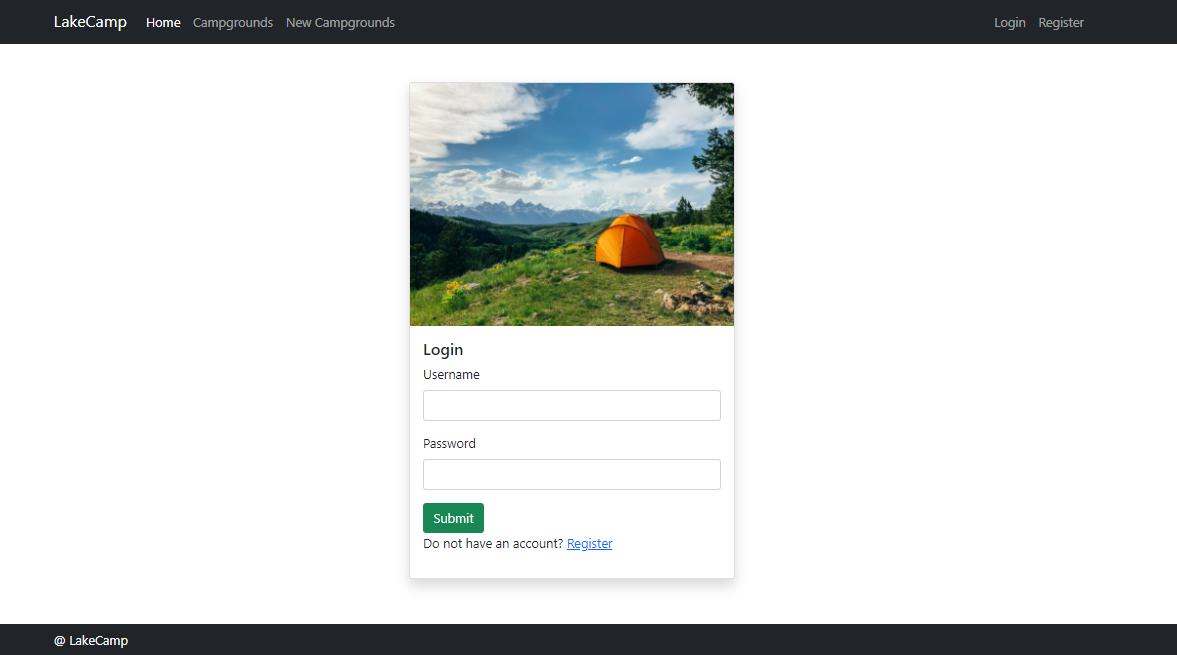 LakeCamp Home Campgrounds New Campgrounds Login Register
Login
Username
Password
Submit
Do not have an account? Register
@ LakeCamp